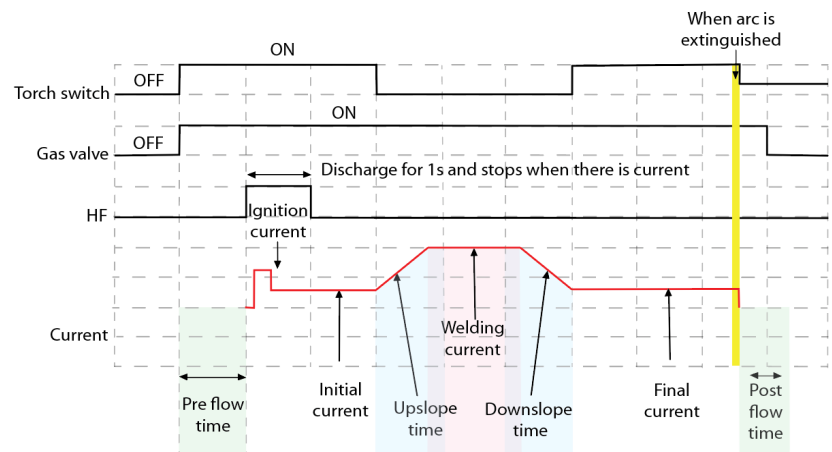 When arc is
extinguished
ON
OFF
Torch switch
ON
OFF
Gas valve
Discharge for 1s and stops when there is current
HF
Ignition
current
Welding
current
Current
Initial
current
Final
current
Pre flow
time
Upslope
time
Downslope
time
Post
flow
time